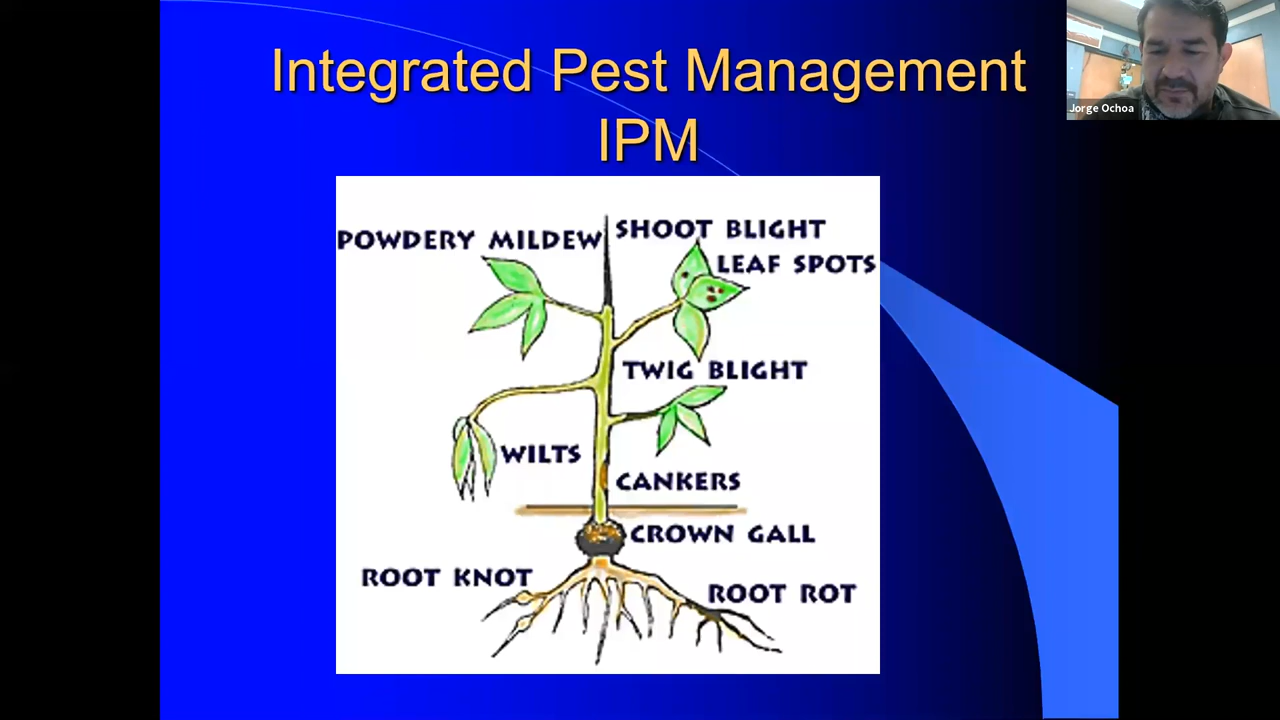 Integrated Pest Management
IPM
Jorge Ochoa
POWDERY MILDEW
SHOOT BLIGHT
LEAF SPOTS
TWIG BLIGHT
WILTS
CANKERS
CROWN GALL
ROOT KNOT
ROOT ROT